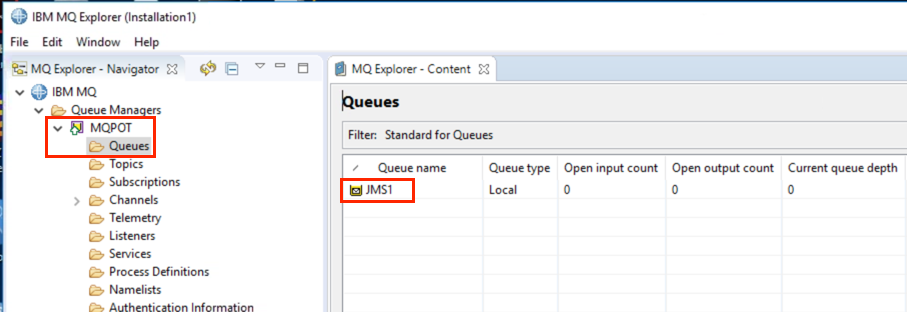 IBM MQ Explorer (Installation1)
File Edit Window Help
MQ Explorer - Navigator
IBM MQ
Queue Managers
MQPOT
Queues
Topics
Subscriptions
Channels
Telemetry
Listeners
Services
Process Definitions
Namelists
Authentication Information
MQ Explorer - Content
Queues
Filter: Standard for Queues
Queue name Queue type Open input count Open output count Current queue depth
JMS1 Local 0 0 0